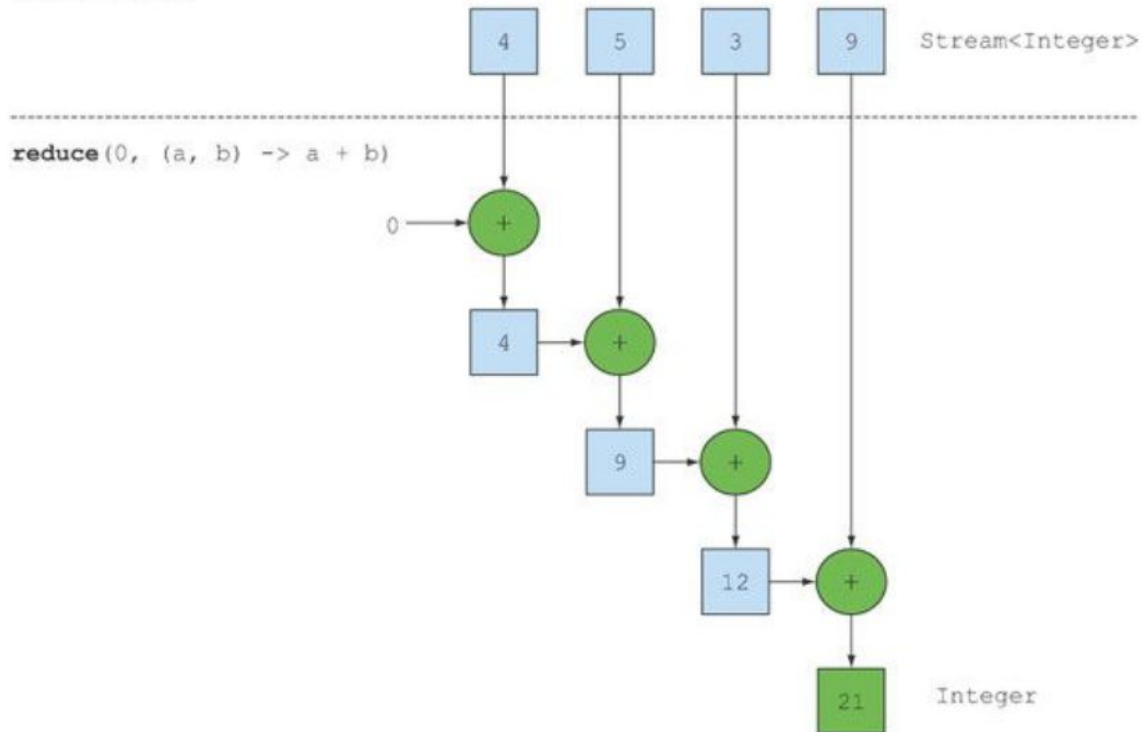 4 5 3 9 Stream<Integer>
reduce(0, (a, b) -> a + b)
0 +
4 +
9 +
12 +
21 Integer